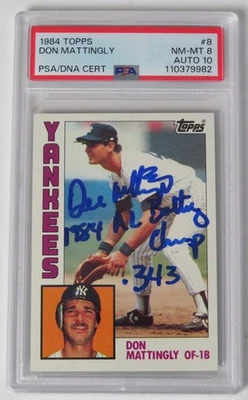 1984 TOPPS #8
DON MATTINGLY NM-MT 8
AUTO 10
PSA/DNA CERT PSA 110379982
Topps
YANKEES
Don Mattingly
1984 AL Batting
Champ
.343
NY
DON
MATTINGLY OF-1B